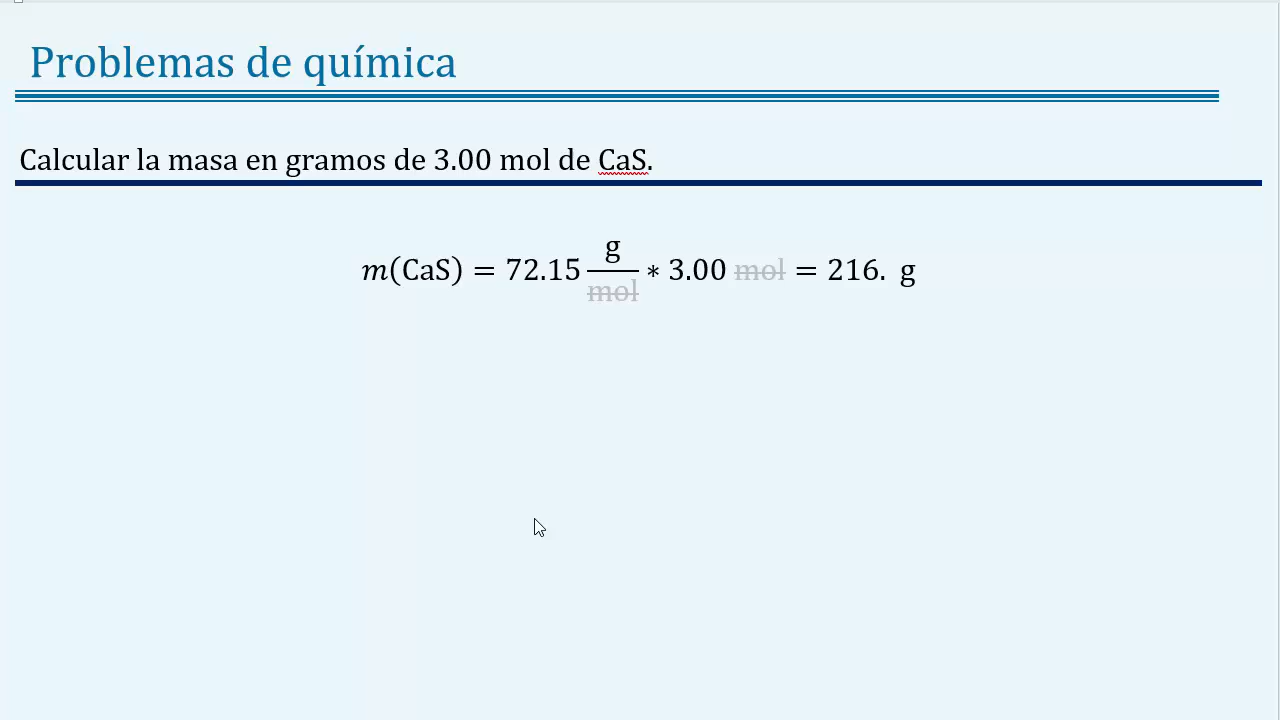 Problemas de química
Calcular la masa en gramos de 3.00 mol de CaS.
m(CaS) = 72.15 g/mol * 3.00 mol = 216. g